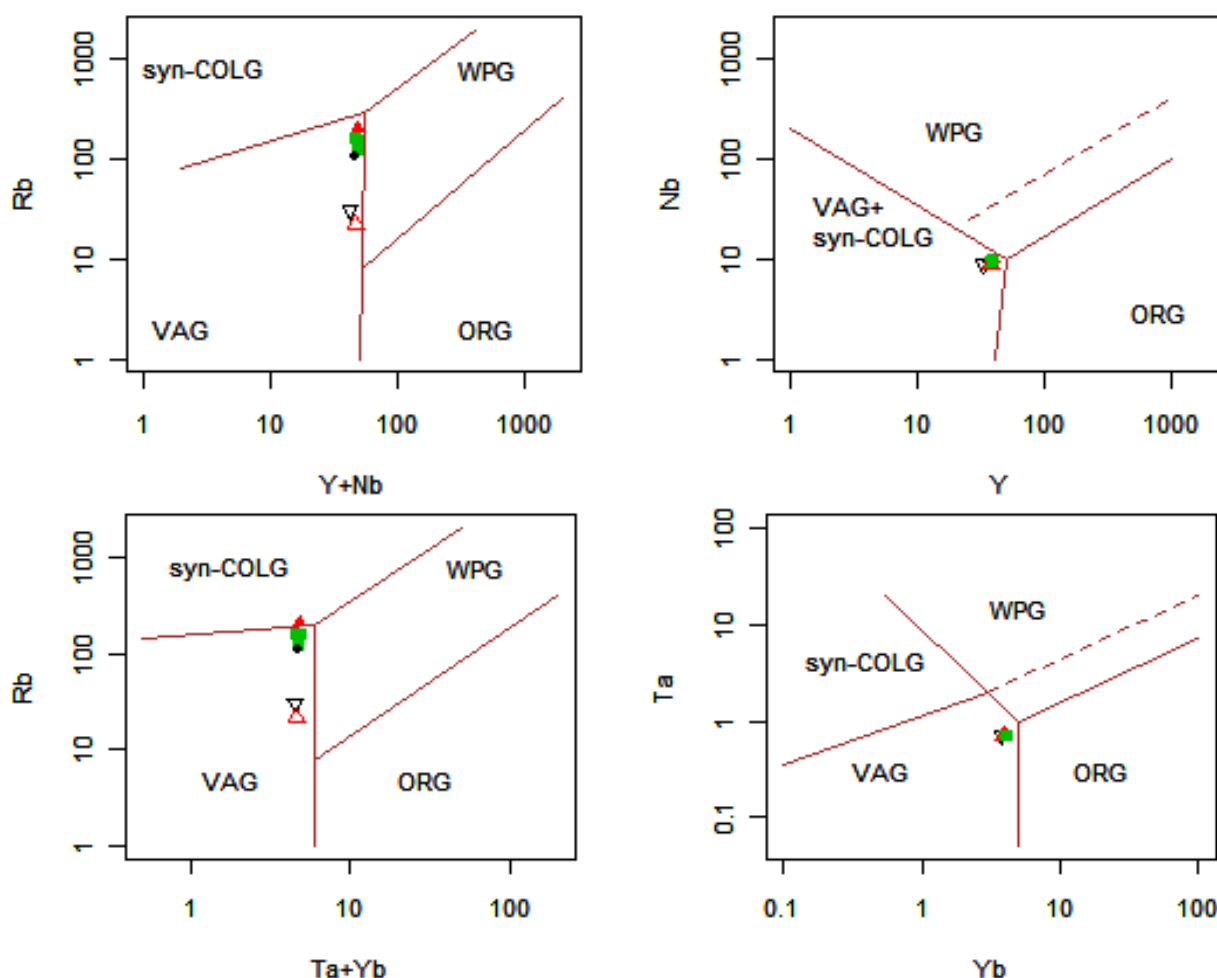 syn-COLG
WPG
VAG
ORG
1
10
100
1000
Rb
1
10
100
1000
Y+Nb
WPG
VAG+
syn-COLG
ORG
1
10
100
1000
Nb
1
10
100
1000
Y
syn-COLG
WPG
VAG
ORG
1
10
100
1000
Rb
1
10
100
Ta+Yb
WPG
syn-COLG
VAG
ORG
0.1
1
10
100
Ta
0.1
1
10
100
Yb